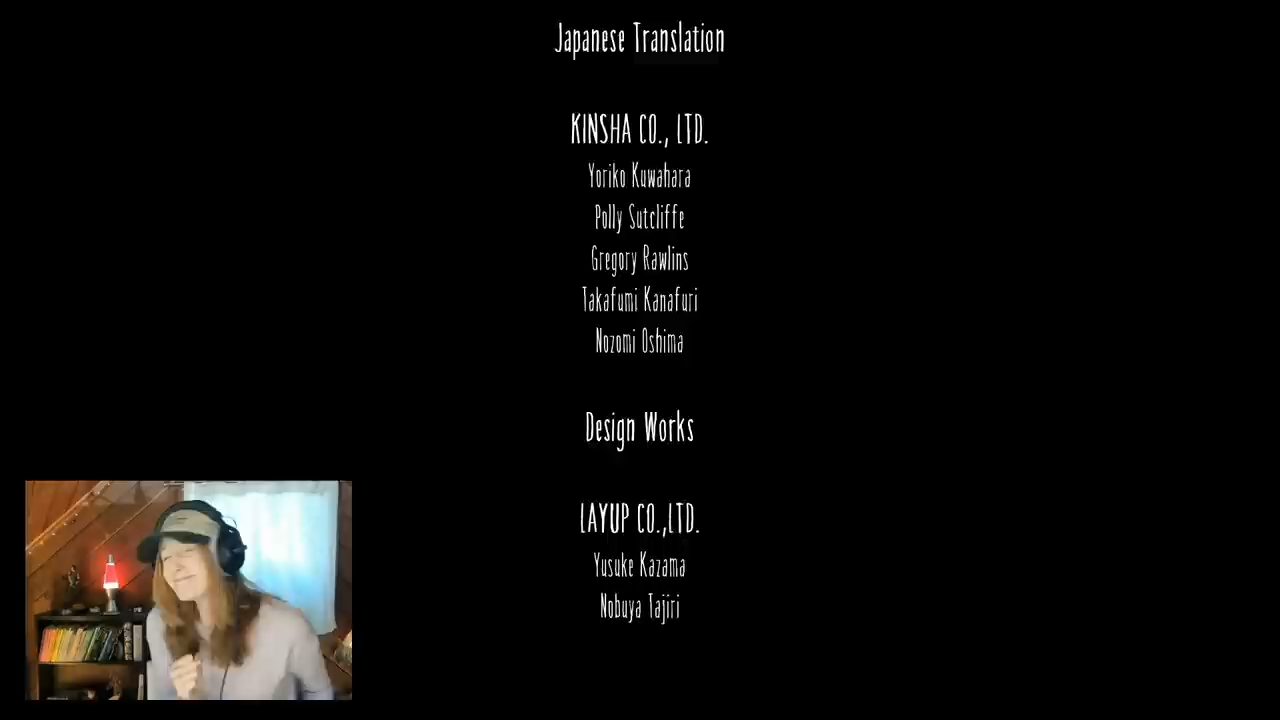 Japanese Translation
KINSHA CO., LTD.
Yoriko Kuwahara
Polly Sutcliffe
Gregory Rawlins
Takafumi Kanafuri
Nozomi Oshima
Design Works
LAYUP CO.,LTD.
Yusuke Kazama
Nobuya Tajiri